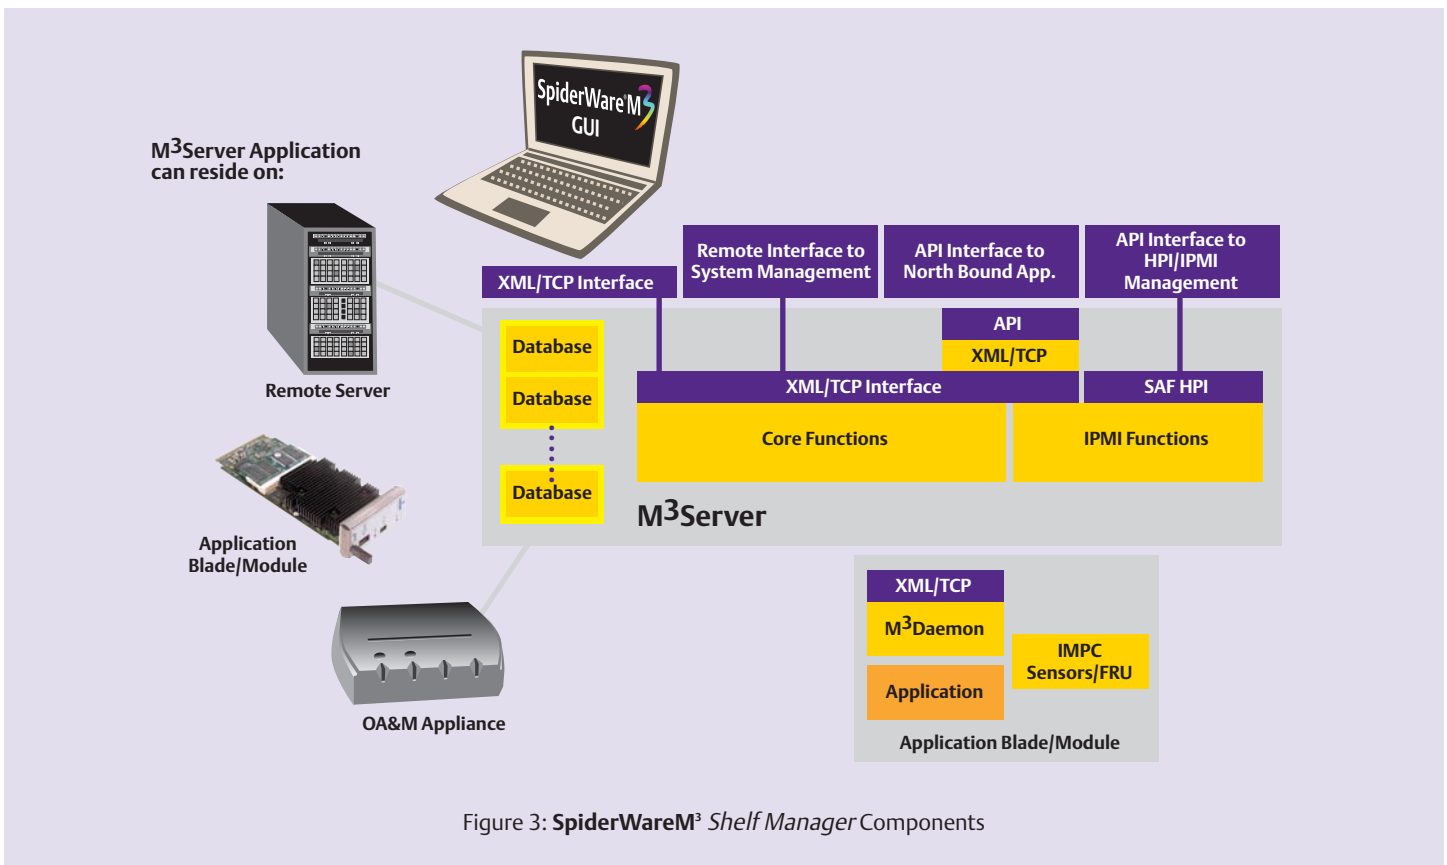 SpiderWare®M3
GUI
M3Server Application
can reside on:
Remote Server
Application
Blade/Module
OA&M Appliance
XML/TCP Interface
Remote Interface to
System Management
API Interface to
North Bound App.
API Interface to
HPI/IPMI
Management
Database
Database
Database
API
XML/TCP
XML/TCP Interface
SAF HPI
Core Functions
IPMI Functions
M3Server
XML/TCP
M3Daemon
Application
IMPC
Sensors/FRU
Application Blade/Module
Figure 3: SpiderWareM³ Shelf Manager Components